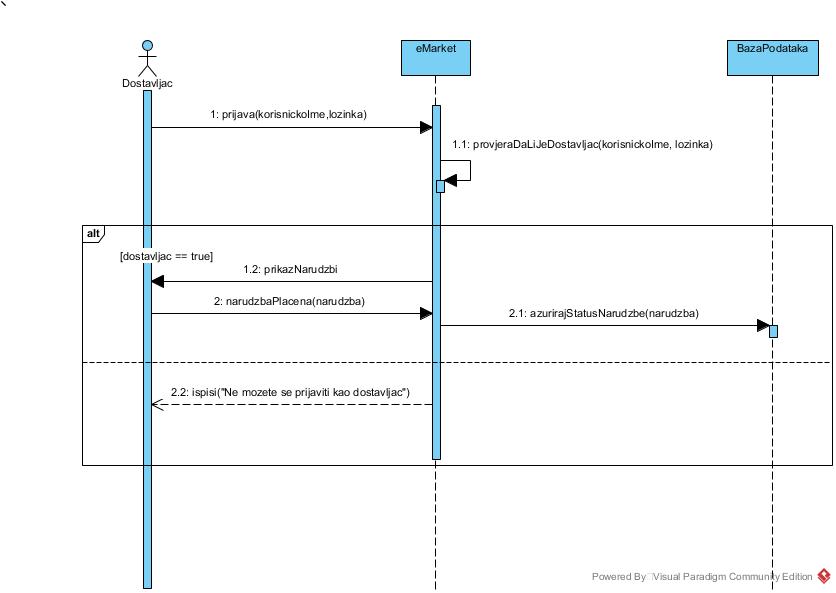 eMarket
BazaPodataka
Dostavljac
1: prijava(korisnickoIme,lozinka)
1.1: provjeraDaLiJeDostavljac(korisnickoIme, lozinka)
alt
[dostavljac == true]
1.2: prikazNarudzbi
2: narudzbaPlacena(narudzba)
2.1: azurirajStatusNarudzbe(narudzba)
2.2: ispisi("Ne mozete se prijaviti kao dostavljac")
Powered By Visual Paradigm Community Edition